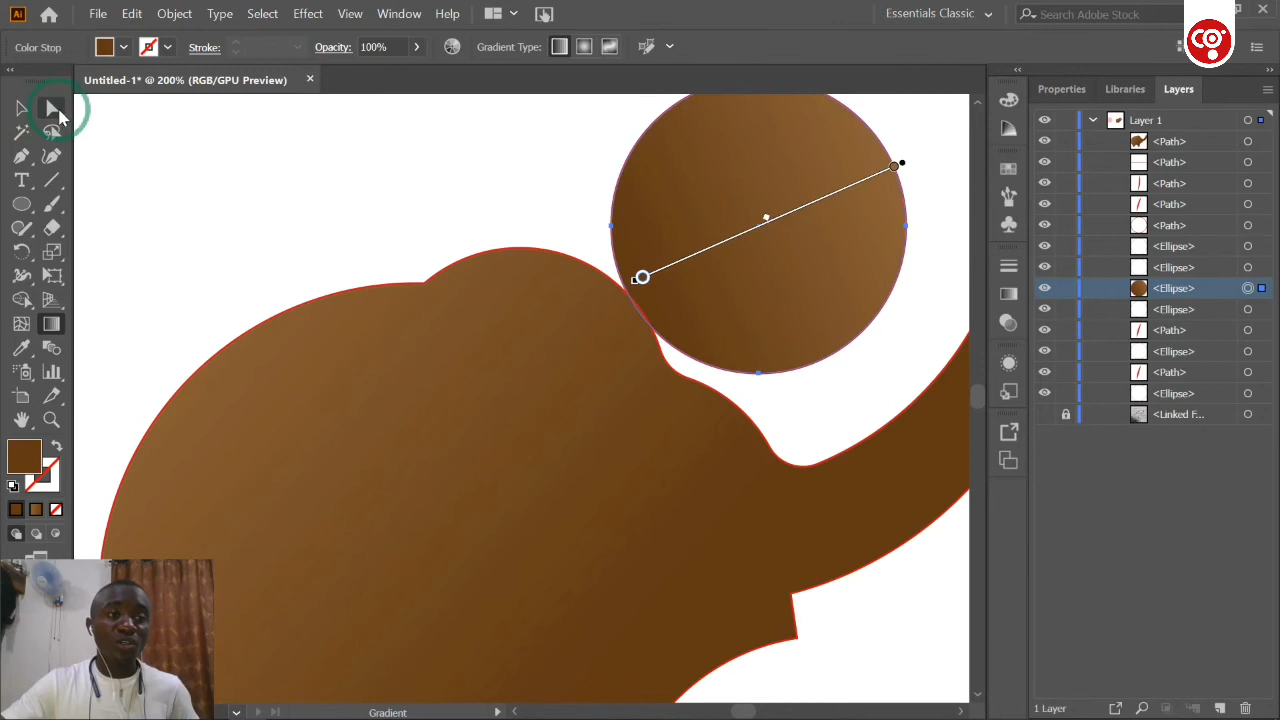 Ai File Edit Object Type Select Effect View Window Help Essentials Classic Search Adobe Stock
Color Stop Stroke: Opacity: 100% Gradient Type:
Untitled-1* @ 200% (RGB/GPU Preview)
Properties Libraries Layers
Layer 1
<Path>
<Path>
<Path>
<Path>
<Path>
<Ellipse>
<Ellipse>
<Ellipse>
<Ellipse>
<Path>
<Ellipse>
<Path>
<Ellipse>
<Linked F...
Gradient
1 Layer